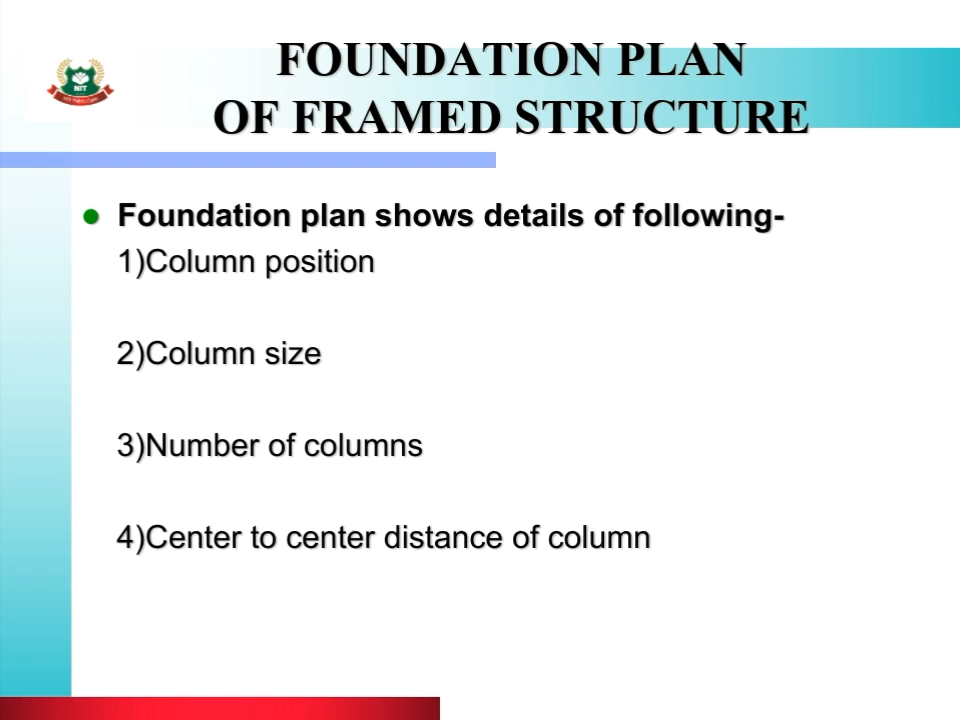 FOUNDATION PLAN
OF FRAMED STRUCTURE
NIT
Foundation plan shows details of following-
1)Column position
2)Column size
3)Number of columns
4)Center to center distance of column